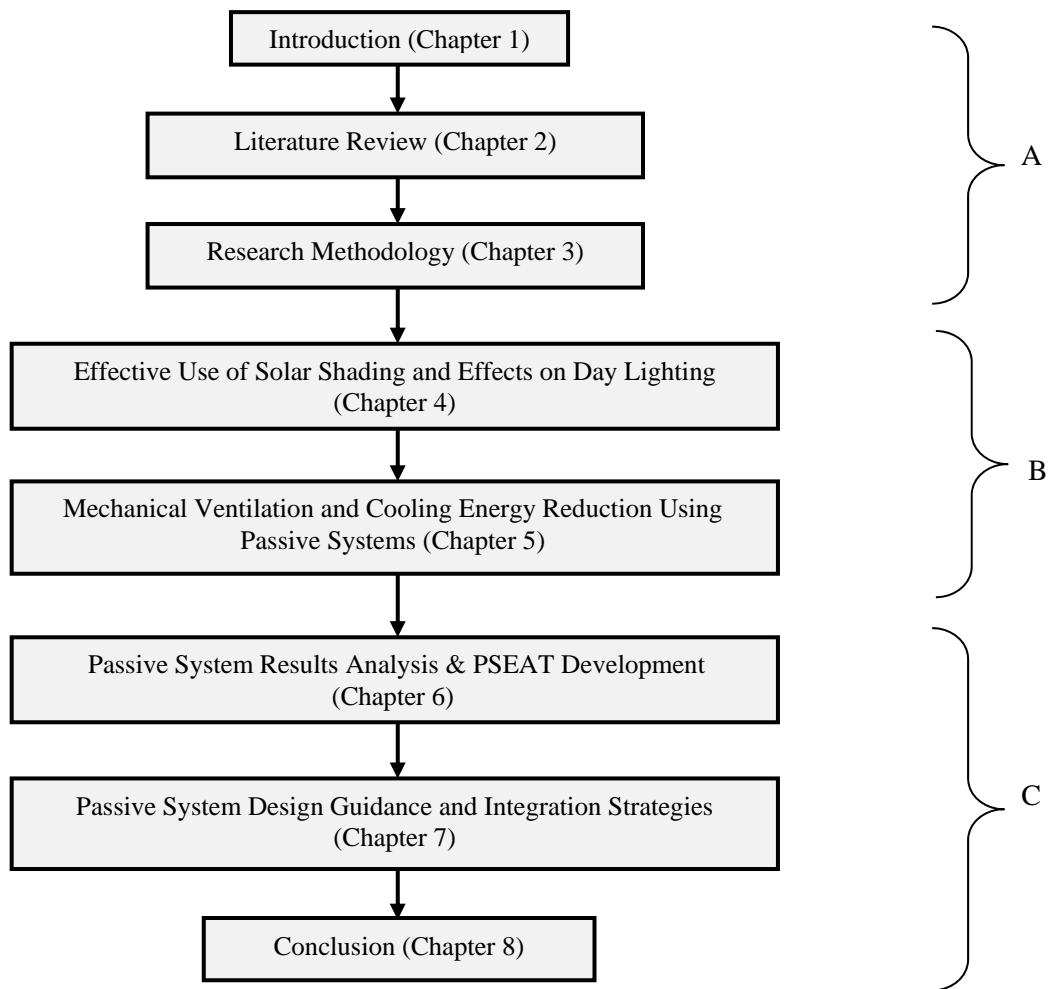 Introduction (Chapter 1)
Literature Review (Chapter 2)
A
Research Methodology (Chapter 3)
Effective Use of Solar Shading and Effects on Day Lighting
(Chapter 4)
B
Mechanical Ventilation and Cooling Energy Reduction Using
Passive Systems (Chapter 5)
Passive System Results Analysis & PSEAT Development
(Chapter 6)
C
Passive System Design Guidance and Integration Strategies
(Chapter 7)
Conclusion (Chapter 8)